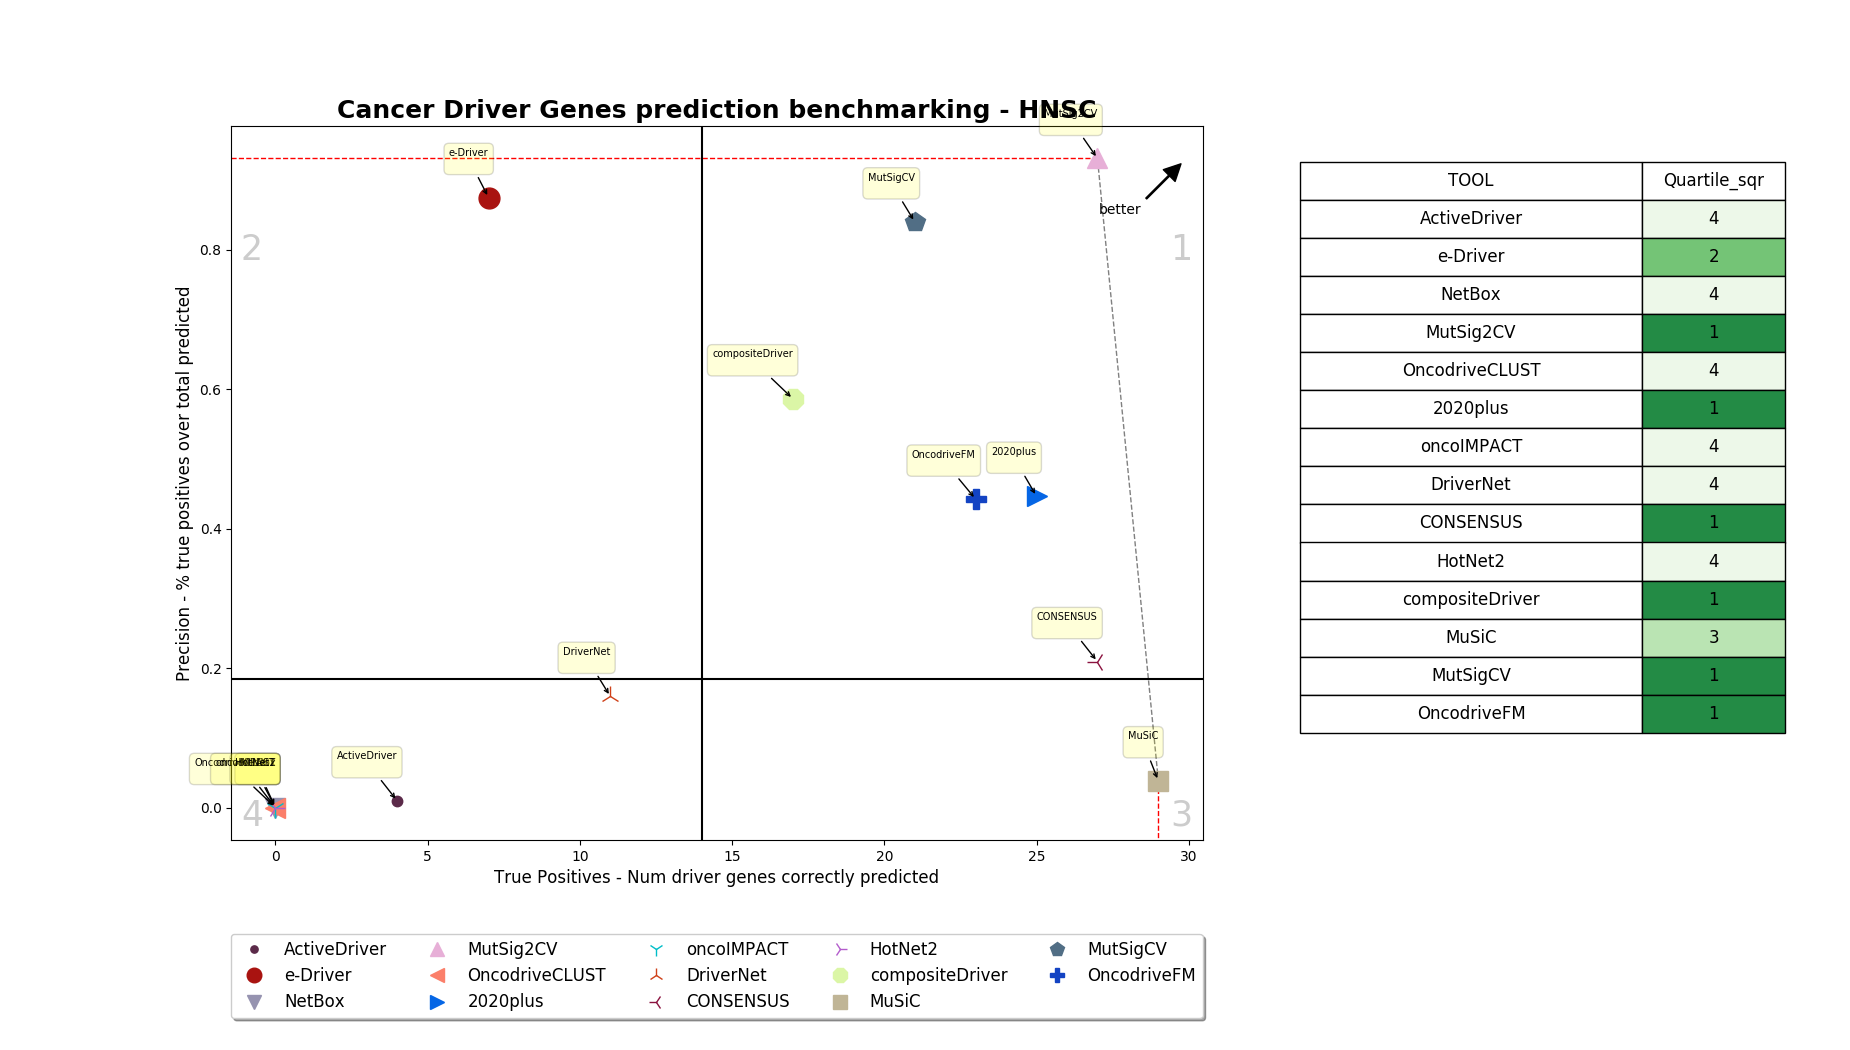 Cancer Driver Genes prediction benchmarking - HNSC
e-Driver
MutSigCV
better
2
1
compositeDriver
OncodriveFM
2020plus
CONSENSUS
DriverNet
MuSiC
ActiveDriver
4
3
0.8
0.6
0.4
0.2
0.0
Precision - % true positives over total predicted
0 5 10 15 20 25 30
True Positives - Num driver genes correctly predicted
ActiveDriver MutSig2CV oncoIMPACT HotNet2 MutSigCV
e-Driver OncodriveCLUST DriverNet compositeDriver OncodriveFM
NetBox 2020plus CONSENSUS MuSiC
TOOL Quartile_sqr
ActiveDriver 4
e-Driver 2
NetBox 4
MutSig2CV 1
OncodriveCLUST 4
2020plus 1
oncoIMPACT 4
DriverNet 4
CONSENSUS 1
HotNet2 4
compositeDriver 1
MuSiC 3
MutSigCV 1
OncodriveFM 1